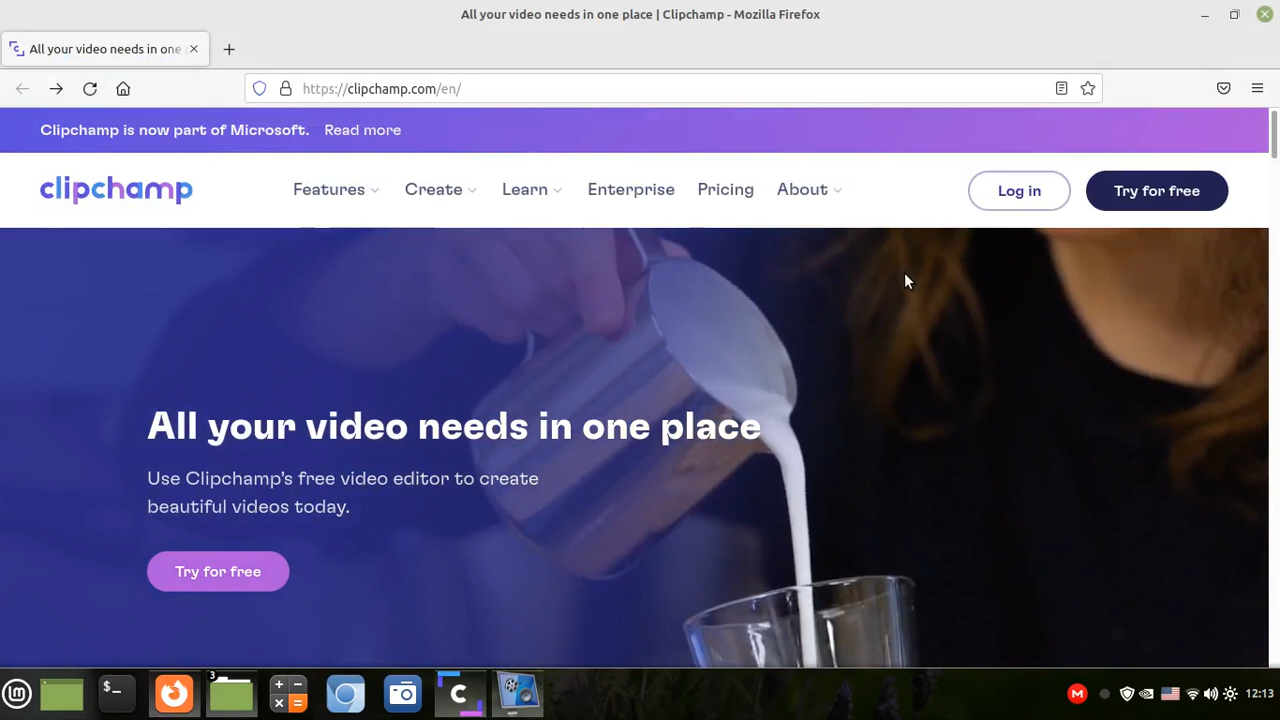 All your video needs in one place | Clipchamp - Mozilla Firefox
All your video needs in one
https://clipchamp.com/en/
Clipchamp is now part of Microsoft. Read more
clipchamp Features Create Learn Enterprise Pricing About Log in Try for free
All your video needs in one place
Use Clipchamp's free video editor to create
beautiful videos today.
Try for free
3
12:13